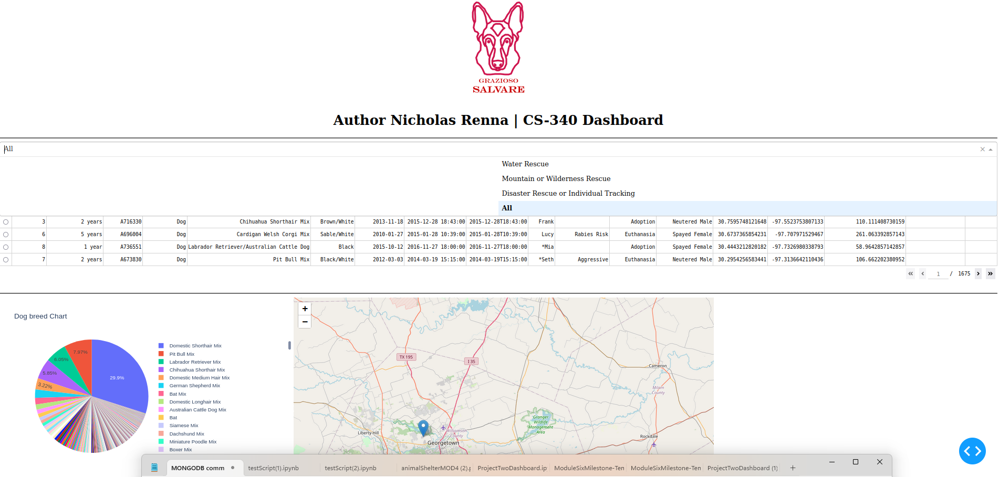 GRAZIOSO
SALVARE
Author Nicholas Renna | CS-340 Dashboard
All
×
Water Rescue
Mountain or Wilderness Rescue
Disaster Rescue or Individual Tracking
All
3 2 years A716330 Dog Chihuahua Shorthair Mix Brown/White 2013-11-18 2015-12-28 18:43:00 2015-12-28T18:43:00 Frank Adoption Neutered Male 30.7595748121648 -97.5523753807133 110.111408730159
6 5 years A696004 Dog Cardigan Welsh Corgi Mix Sable/White 2010-01-27 2015-01-28 10:39:00 2015-01-28T10:39:00 Lucy Rabies Risk Euthanasia Spayed Female 30.6737365854231 -97.707971529467 261.063392857143
8 1 year A736551 Dog Labrador Retriever/Australian Cattle Dog Black 2015-10-12 2016-11-27 18:00:00 2016-11-27T18:00:00 *Mia Adoption Spayed Female 30.4443212820182 -97.7326980338793 58.9642857142857
7 2 years A673830 Dog Pit Bull Mix Black/White 2012-03-03 2014-03-19 15:15:00 2014-03-19T15:15:00 *Seth Aggressive Euthanasia Neutered Male 30.2954256583441 -97.3136642110436 106.662202380952
« ‹ 1 / 1675 › »
Dog breed Chart
29.9%
7.97%
6.05%
5.85%
3.22%
Domestic Shorthair Mix
Pit Bull Mix
Labrador Retriever Mix
Chihuahua Shorthair Mix
Domestic Medium Hair Mix
German Shepherd Mix
Bat Mix
Domestic Longhair Mix
Australian Cattle Dog Mix
Bat
Siamese Mix
Dachshund Mix
Miniature Poodle Mix
Boxer Mix
+
−
TX 195
I 35
Cameron
Milam
County
Granger
Wildlife
Management
Area
Liberty Hill
Williamson
County
Georgetown
Rockdale
MONGODB comm
testScript(1).ipynb
testScript(2).ipynb
animalShelterMOD4 (2).p
ProjectTwoDashboard.ip
ModuleSixMilestone-Ten
ModuleSixMilestone-Ten
ProjectTwoDashboard (1)
+